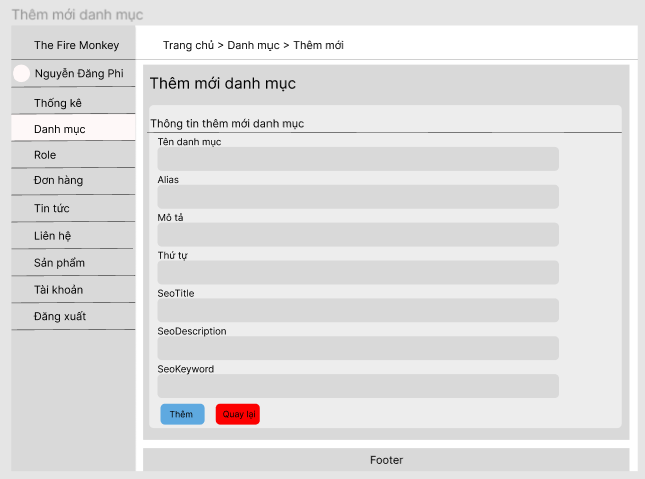 Thêm mới danh mục
The Fire Monkey
Trang chủ > Danh mục > Thêm mới
Nguyễn Đăng Phi
Thống kê
Danh mục
Role
Đơn hàng
Tin tức
Liên hệ
Sản phẩm
Tài khoản
Đăng xuất
Thêm mới danh mục
Thông tin thêm mới danh mục
Tên danh mục
Alias
Mô tả
Thứ tự
SeoTitle
SeoDescription
SeoKeyword
Thêm
Quay lại
Footer